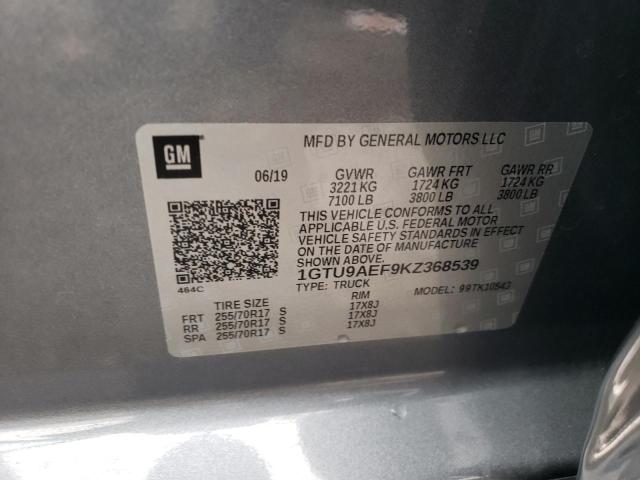 GM
MFD BY GENERAL MOTORS LLC
06/19 GVWR GAWR FRT GAWR RR
3221 KG 1724 KG 1724 KG
7100 LB 3800 LB 3800 LB
THIS VEHICLE CONFORMS TO ALL
APPLICABLE U.S. FEDERAL MOTOR
VEHICLE SAFETY STANDARDS IN EFFECT
ON THE DATE OF MANUFACTURE
SHOWN ABOVE.
1GTU9AEF9KZ368539
464C
TYPE: TRUCK MODEL: 99TK10543
TIRE SIZE RIM
FRT 255/70R17 S 17X8J
RR 255/70R17 S 17X8J
SPA 255/70R17 S 17X8J